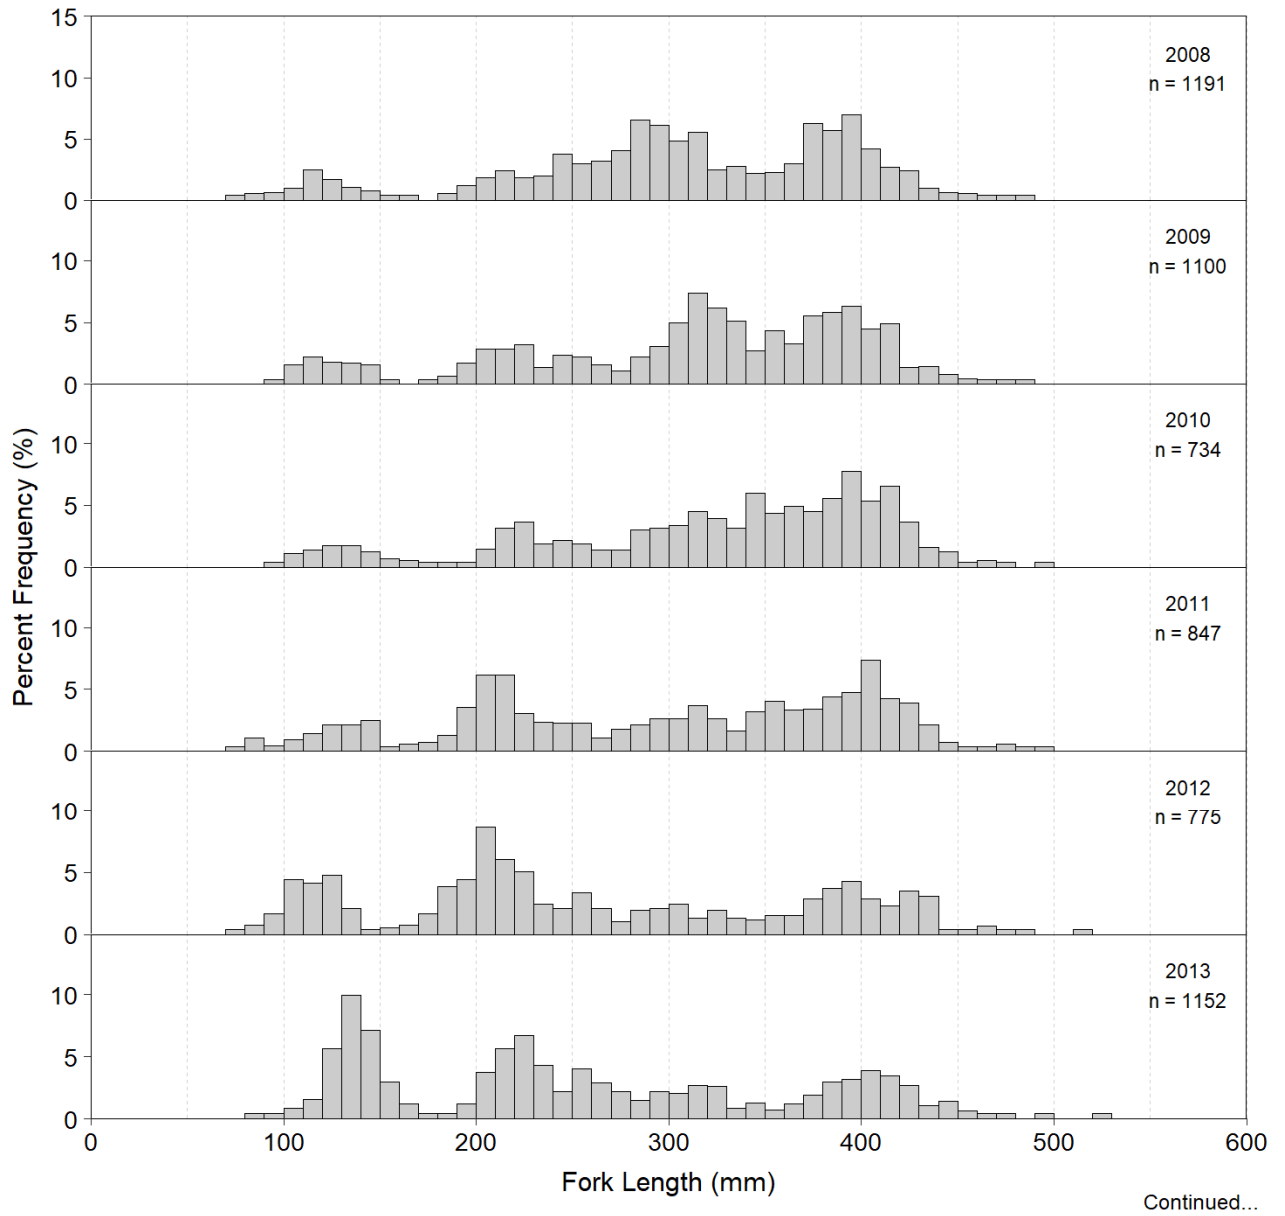 15
10
5
0
2008
n = 1191
10
5
0
2009
n = 1100
10
5
0
2010
n = 734
10
5
0
2011
n = 847
10
5
0
2012
n = 775
10
5
0
2013
n = 1152
Percent Frequency (%)
0 100 200 300 400 500 600
Fork Length (mm)
Continued...